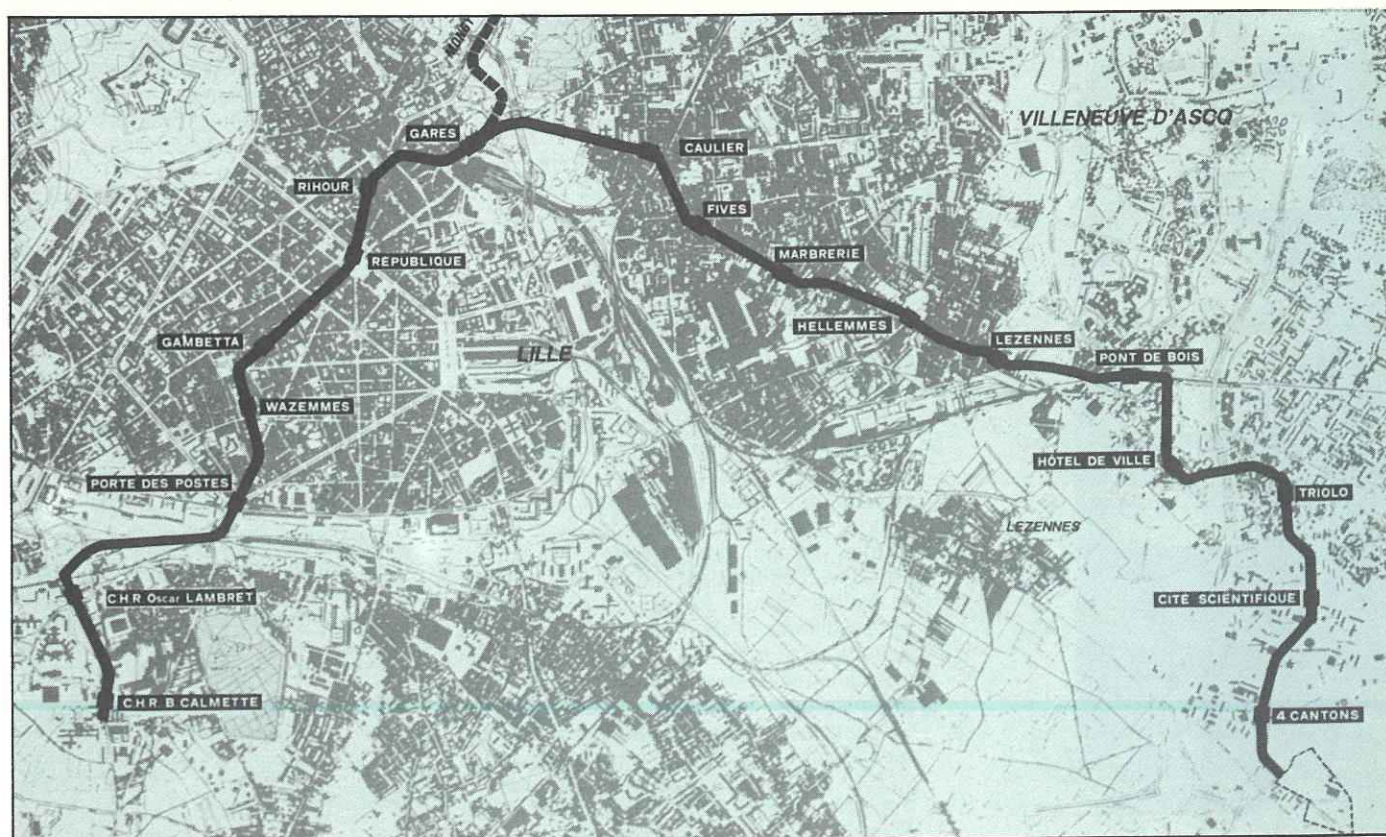 MONS
VILLENEUVE D'ASCQ
GARES
CAULIER
RIHOUR
FIVES
RÉPUBLIQUE
MARBRERIE
HELLEMMES
GAMBETTA
LEZENNES
LILLE
PONT DE BOIS
WAZEMMES
HÔTEL DE VILLE
PORTE DES POSTES
TRIOLO
LEZENNES
C.H.R. Oscar LAMBRET
CITÉ SCIENTIFIQUE
C.H.R. B CALMETTE
4 CANTONS